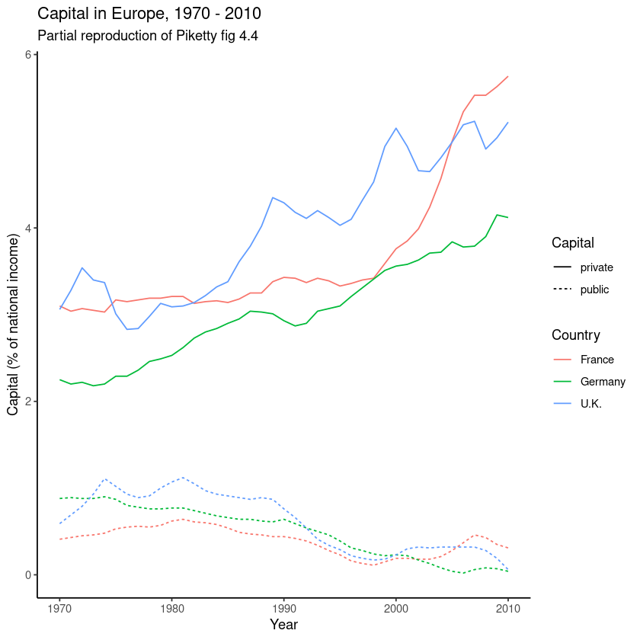 Capital in Europe, 1970 - 2010
Partial reproduction of Piketty fig 4.4
Capital (% of national income)
6
4
2
0
1970 1980 1990 2000 2010
Year
Capital
private
public
Country
France
Germany
U.K.